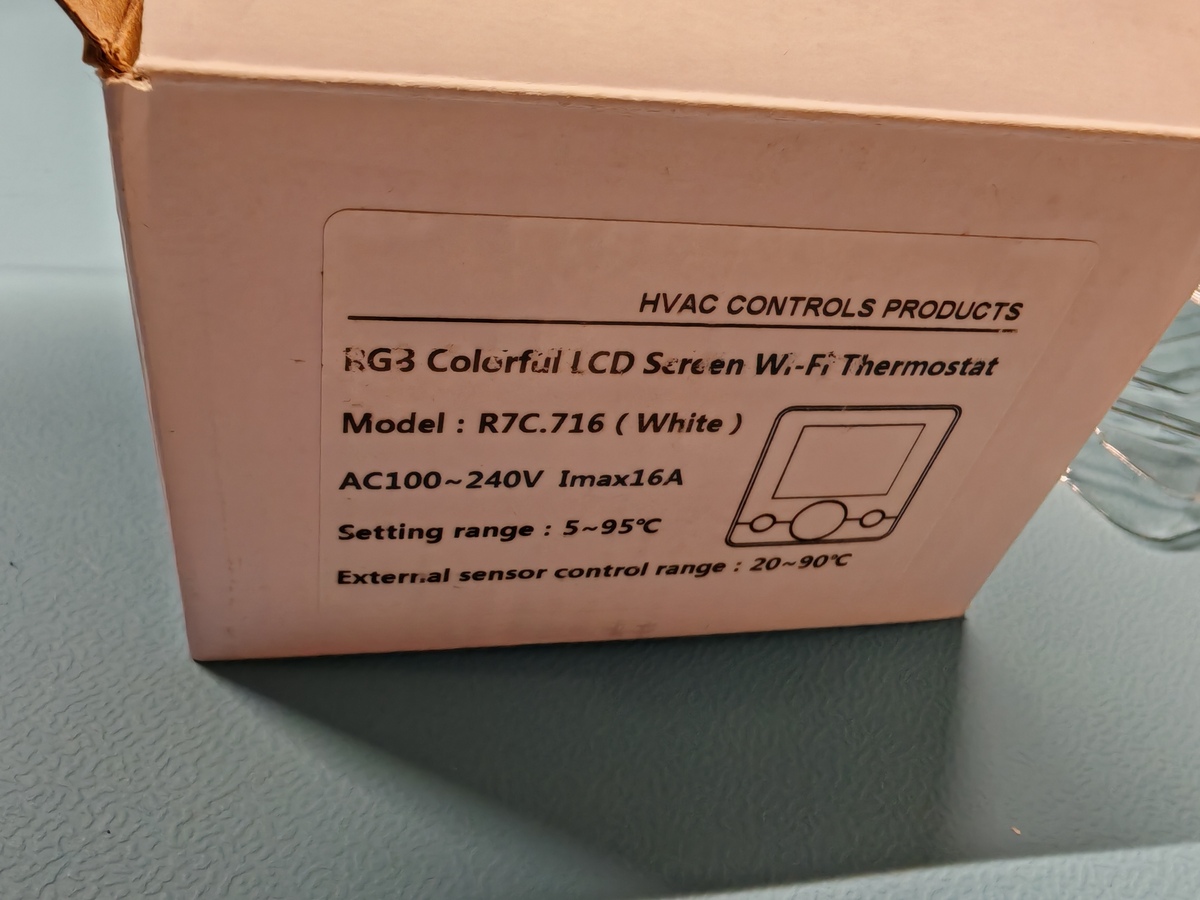 HVAC CONTROLS PRODUCTS
RGB Colorful LCD Screen Wi-Fi Thermostat
Model : R7C.716 ( White )
AC100~240V Imax16A
Setting range : 5~95℃
External sensor control range : 20~90℃